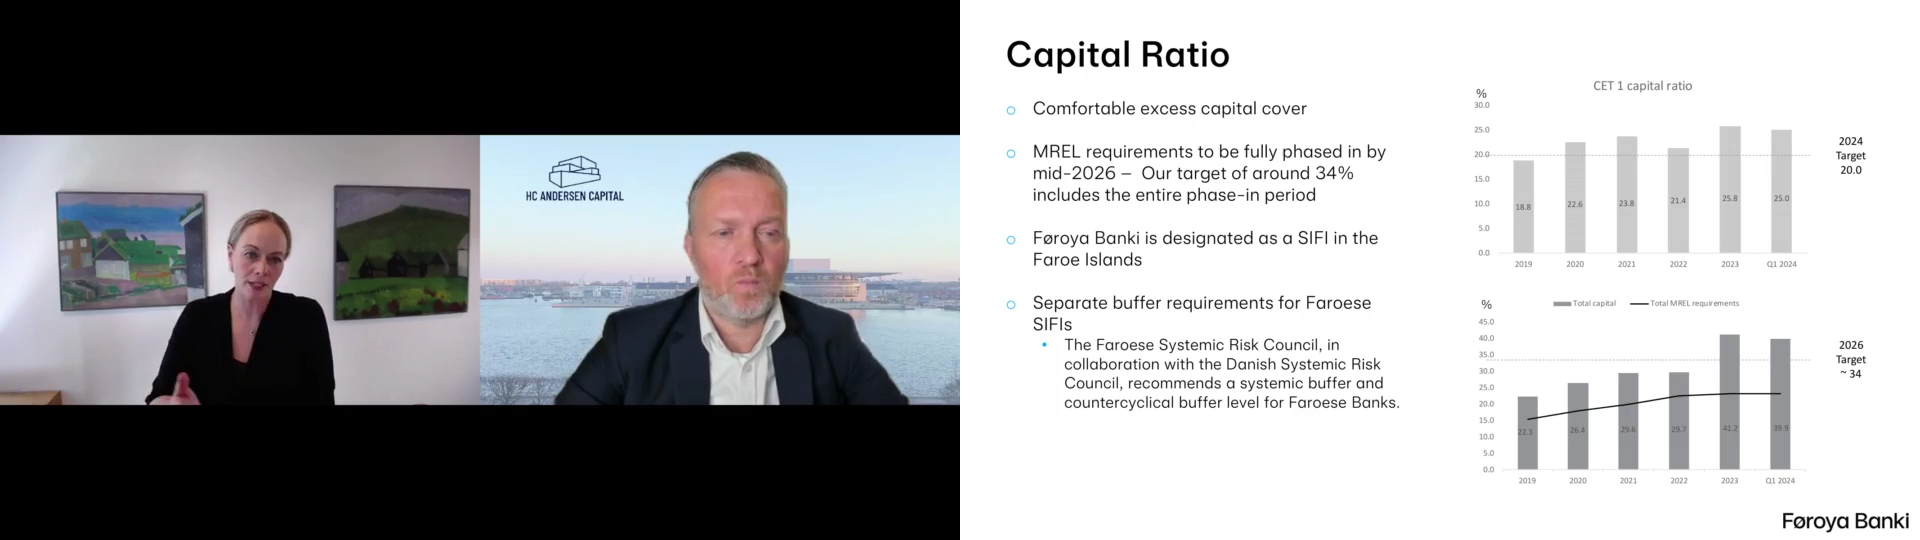 HC ANDERSEN CAPITAL
Capital Ratio
Comfortable excess capital cover
MREL requirements to be fully phased in by
mid-2026 – Our target of around 34%
includes the entire phase-in period
Føroya Banki is designated as a SIFI in the
Faroe Islands
Separate buffer requirements for Faroese
SIFIs
The Faroese Systemic Risk Council, in
collaboration with the Danish Systemic Risk
Council, recommends a systemic buffer and
countercyclical buffer level for Faroese Banks.
CET 1 capital ratio
%
30.0
25.0
20.0
15.0
10.0
5.0
0.0
18.8
22.6
23.8
21.4
25.8
25.0
2019
2020
2021
2022
2023
Q1 2024
2024
Target
20.0
%
Total capital
Total MREL requirements
45.0
40.0
35.0
30.0
25.0
20.0
15.0
10.0
5.0
0.0
22.3
26.4
29.6
29.7
41.2
39.9
2019
2020
2021
2022
2023
Q1 2024
2026
Target
~ 34
Føroya Banki